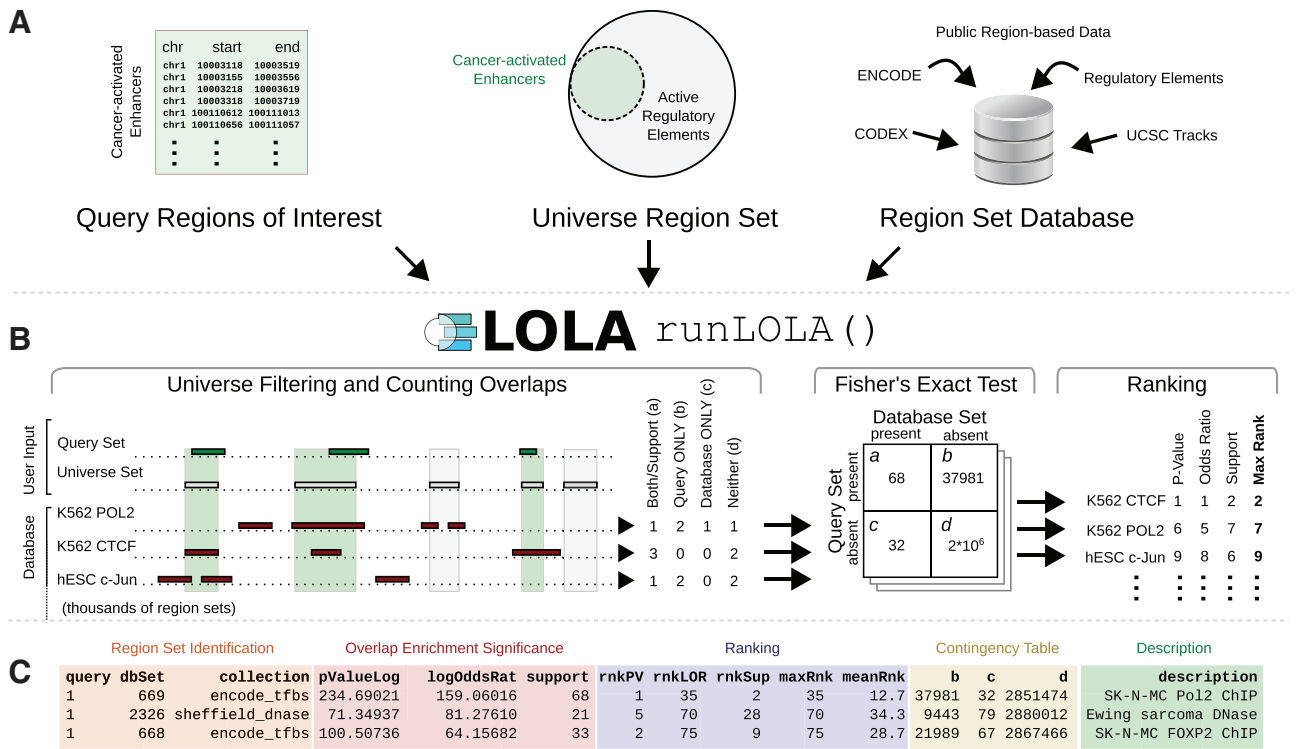 A
Cancer-activated
Enhancers
chr start end
chr1 10003118 10003519
chr1 10003155 10003556
chr1 10003218 10003619
chr1 10003318 10003719
chr1 100110612 100111013
chr1 100110656 100111057
Cancer-activated
Enhancers
Active
Regulatory
Elements
Public Region-based Data
ENCODE
Regulatory Elements
CODEX
UCSC Tracks
Query Regions of Interest
Universe Region Set
Region Set Database
B
LOLA runLOLA()
Universe Filtering and Counting Overlaps
User Input
Query Set
Universe Set
Database
K562 POL2
K562 CTCF
hESC c-Jun
(thousands of region sets)
Both/Support (a)
Query ONLY (b)
Database ONLY (c)
Neither (d)
1 2 1 1
3 0 0 2
1 2 0 2
Fisher's Exact Test
Database Set
present absent
Query Set
present
absent
a
68
b
37981
c
32
d
2*10⁶
Ranking
P-Value
Odds Ratio
Support
Max Rank
K562 CTCF 1 1 2 2
K562 POL2 6 5 7 7
hESC c-Jun 9 8 6 9
C
Region Set Identification Overlap Enrichment Significance Ranking Contingency Table Description
query dbSet collection pValueLog logOddsRat support rnkPV rnkLOR rnkSup maxRnk meanRnk b c d description
1 669 encode_tfbs 234.69021 159.06016 68 1 35 2 35 12.7 37981 32 2851474 SK-N-MC Pol2 ChIP
1 2326 sheffield_dnase 71.34937 81.27610 21 5 70 28 70 34.3 9443 79 2880012 Ewing sarcoma DNase
1 668 encode_tfbs 100.50736 64.15682 33 2 75 9 75 28.7 21989 67 2867466 SK-N-MC FOXP2 ChIP